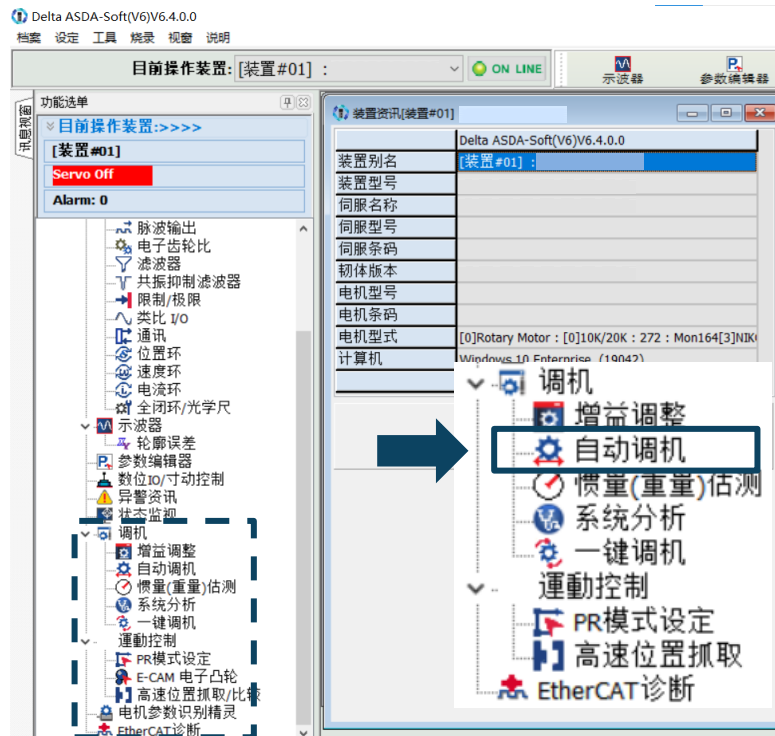 Delta ASDA-Soft(V6)V6.4.0.0
档案 设定 工具 烧录 视窗 说明
目前操作装置: [装置#01] :
ON LINE
示波器
参数编辑器
讯息视窗
功能选单
目前操作装置:>>>>
[装置#01]
Servo Off
Alarm: 0
脉波输出
电子齿轮比
滤波器
共振抑制滤波器
限制/极限
类比 I/O
通讯
位置环
速度环
电流环
全闭环/光学尺
示波器
轮廓误差
参数编辑器
数位IO/寸动控制
异警资讯
状态监视
调机
增益调整
自动调机
惯量(重量)估测
系统分析
一键调机
運動控制
PR模式设定
E-CAM 电子凸轮
高速位置抓取/比较
电机参数识别精灵
EtherCAT诊断
装置资讯[装置#01]
Delta ASDA-Soft(V6)V6.4.0.0
装置别名 [装置#01] :
装置型号
伺服名称
伺服型号
伺服条码
韧体版本
电机型号
电机条码
电机型式 [0]Rotary Motor : [0]10K/20K : 272 : Mon164[3]NIK
计算机 Windows 10 Enterprise (19042)
调机
增益调整
自动调机
惯量(重量)估测
系统分析
一键调机
運動控制
PR模式设定
高速位置抓取
EtherCAT诊断